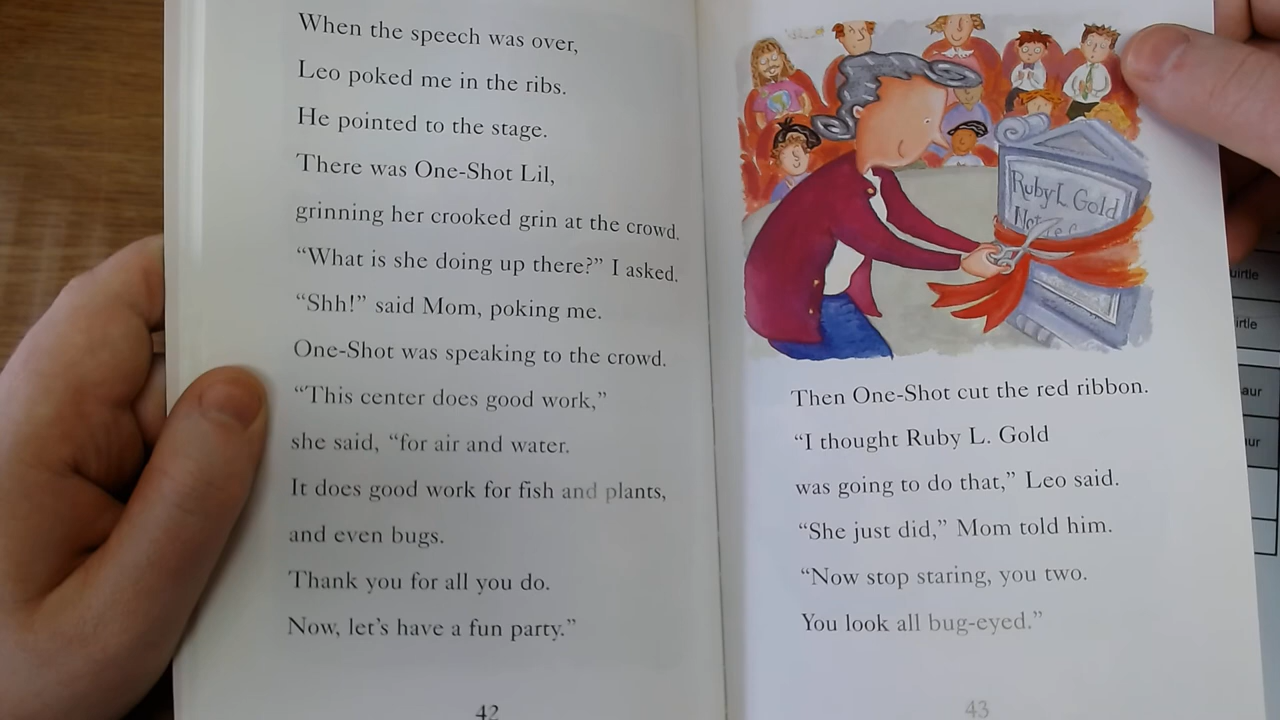 When the speech was over,
Leo poked me in the ribs.
He pointed to the stage.
There was One-Shot Lil,
grinning her crooked grin at the crowd.
“What is she doing up there?” I asked.
“Shh!” said Mom, poking me.
One-Shot was speaking to the crowd.
“This center does good work,”
she said, “for air and water.
It does good work for fish and plants,
and even bugs.
Thank you for all you do.
Now, let’s have a fun party.”
42
Ruby L Gold
Then One-Shot cut the red ribbon.
“I thought Ruby L. Gold
was going to do that,” Leo said.
“She just did,” Mom told him.
“Now stop staring, you two.
You look all bug-eyed.”
43